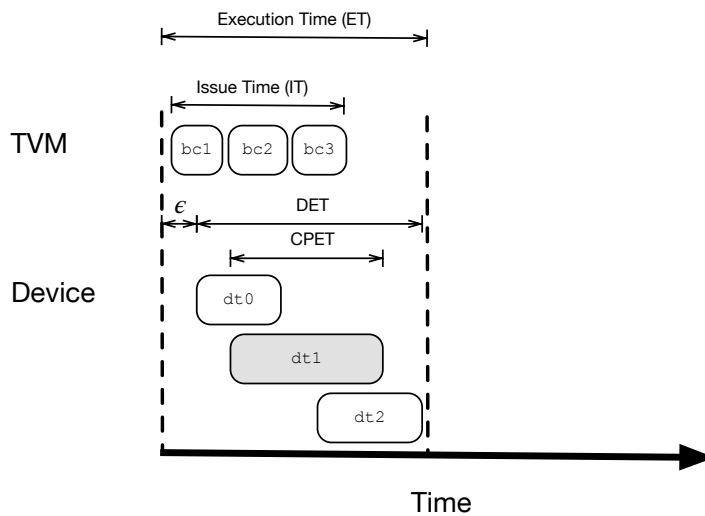 Execution Time (ET)
Issue Time (IT)
TVM
bc1 bc2 bc3
ϵ DET
CPET
Device
dt0
dt1
dt2
Time